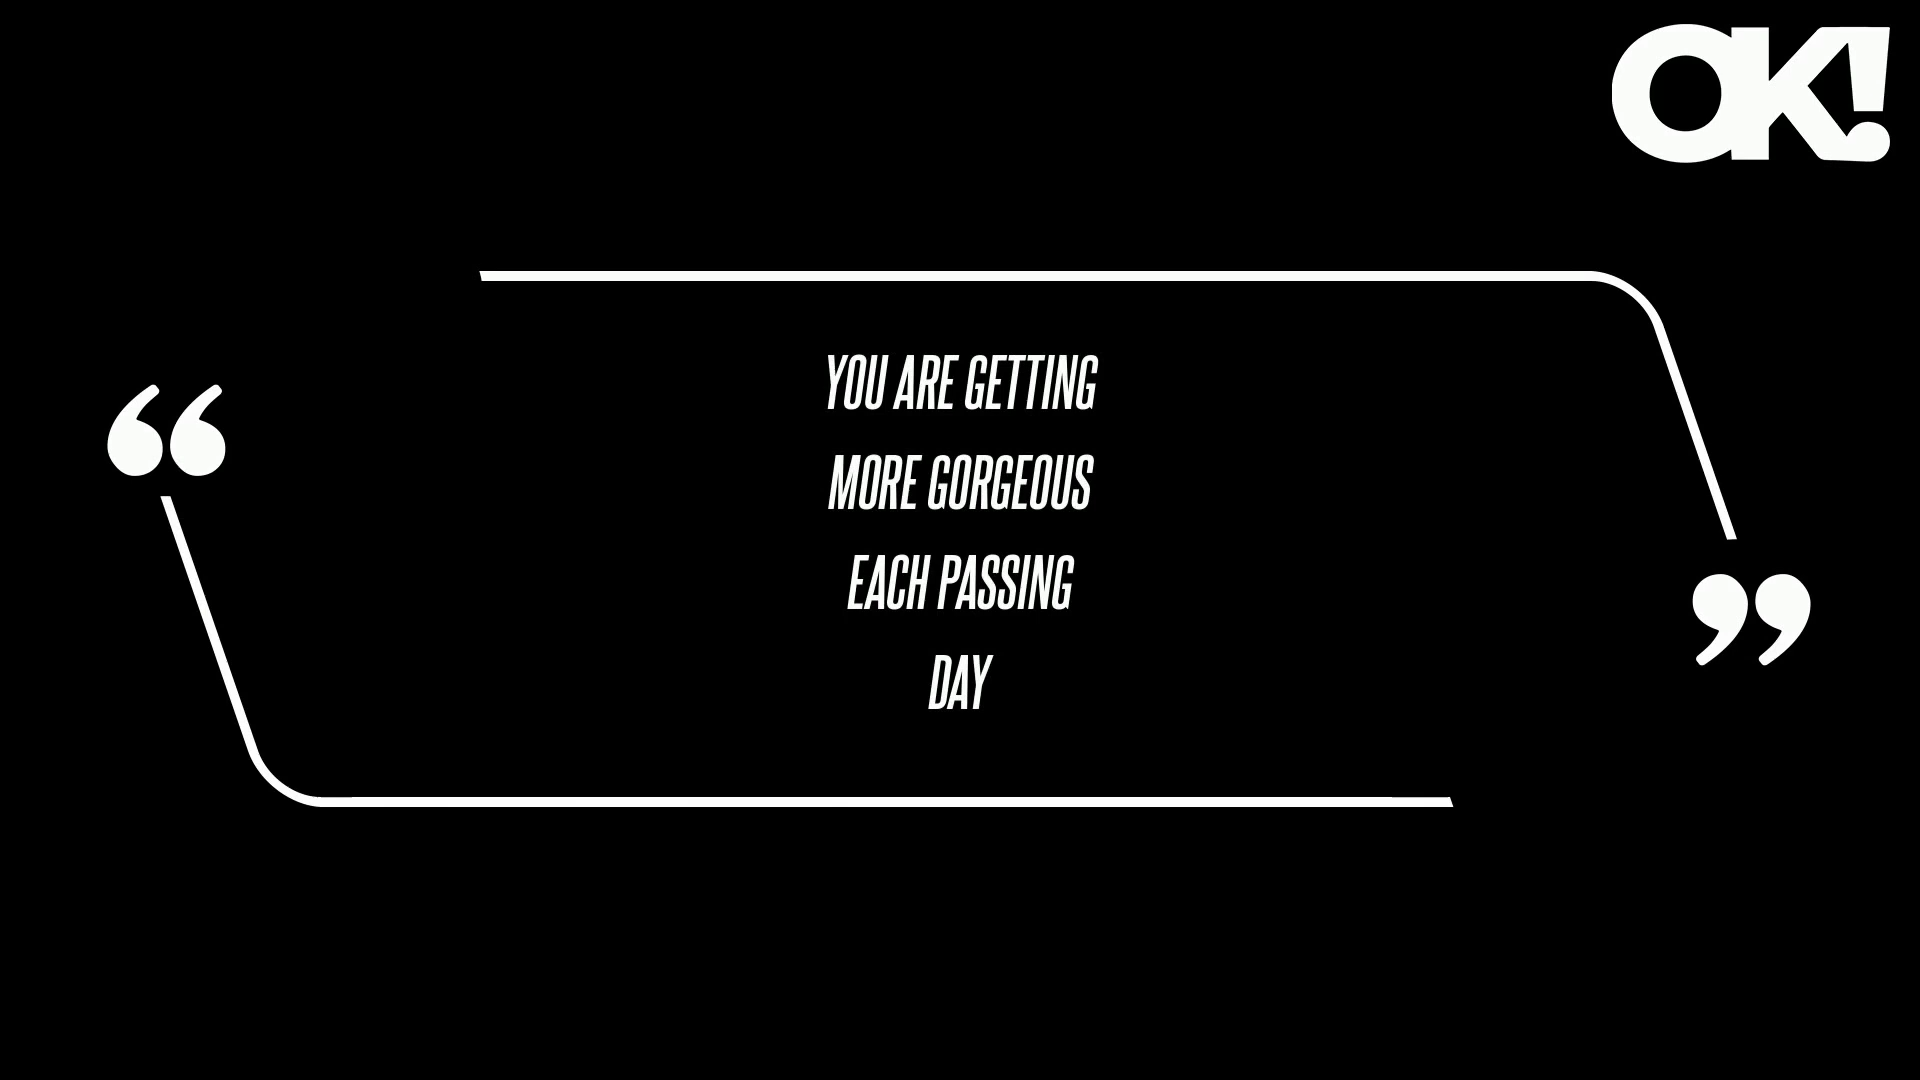 OK!
“
YOU ARE GETTING
MORE GORGEOUS
EACH PASSING
DAY
”